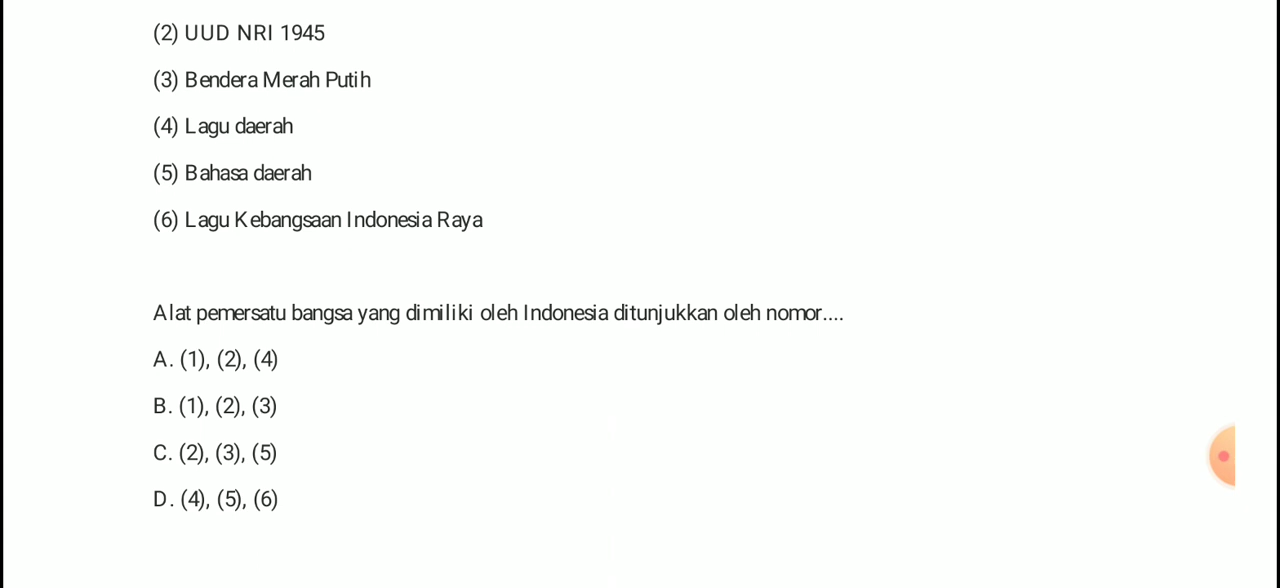 (2) UUD NRI 1945
(3) Bendera Merah Putih
(4) Lagu daerah
(5) Bahasa daerah
(6) Lagu Kebangsaan Indonesia Raya
Alat pemersatu bangsa yang dimiliki oleh Indonesia ditunjukkan oleh nomor....
A. (1), (2), (4)
B. (1), (2), (3)
C. (2), (3), (5)
D. (4), (5), (6)